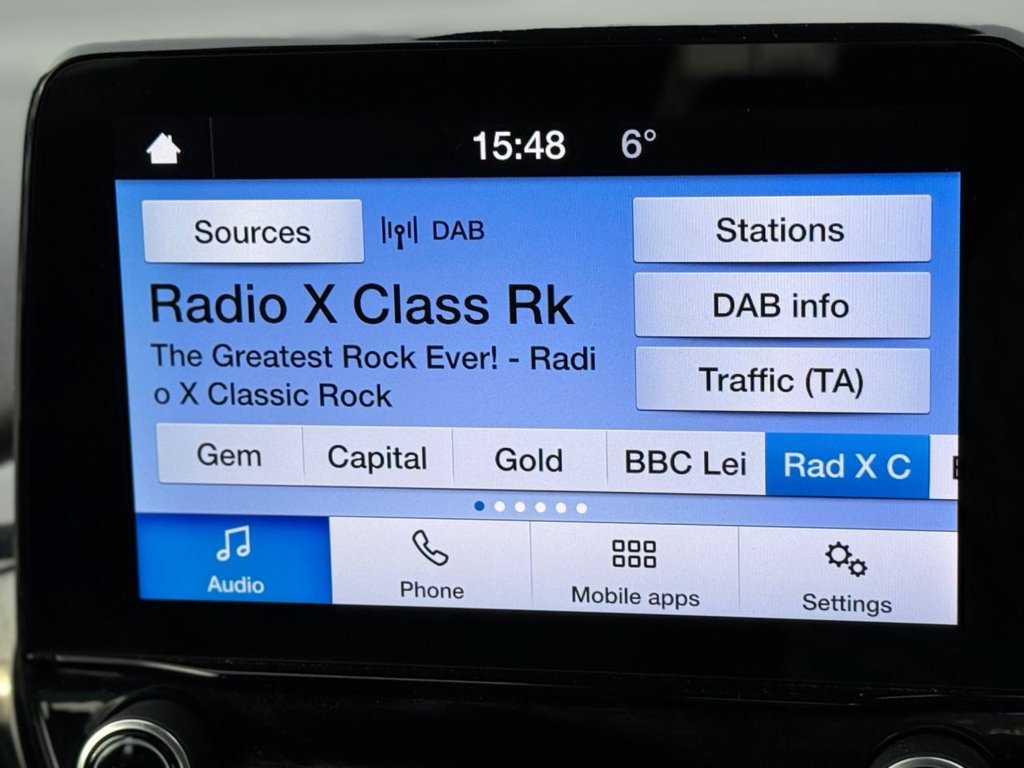 15:48 6°
Sources DAB Stations
Radio X Class Rk
DAB info
The Greatest Rock Ever! - Radi
o X Classic Rock
Traffic (TA)
Gem Capital Gold BBC Lei Rad X C
Audio Phone Mobile apps Settings